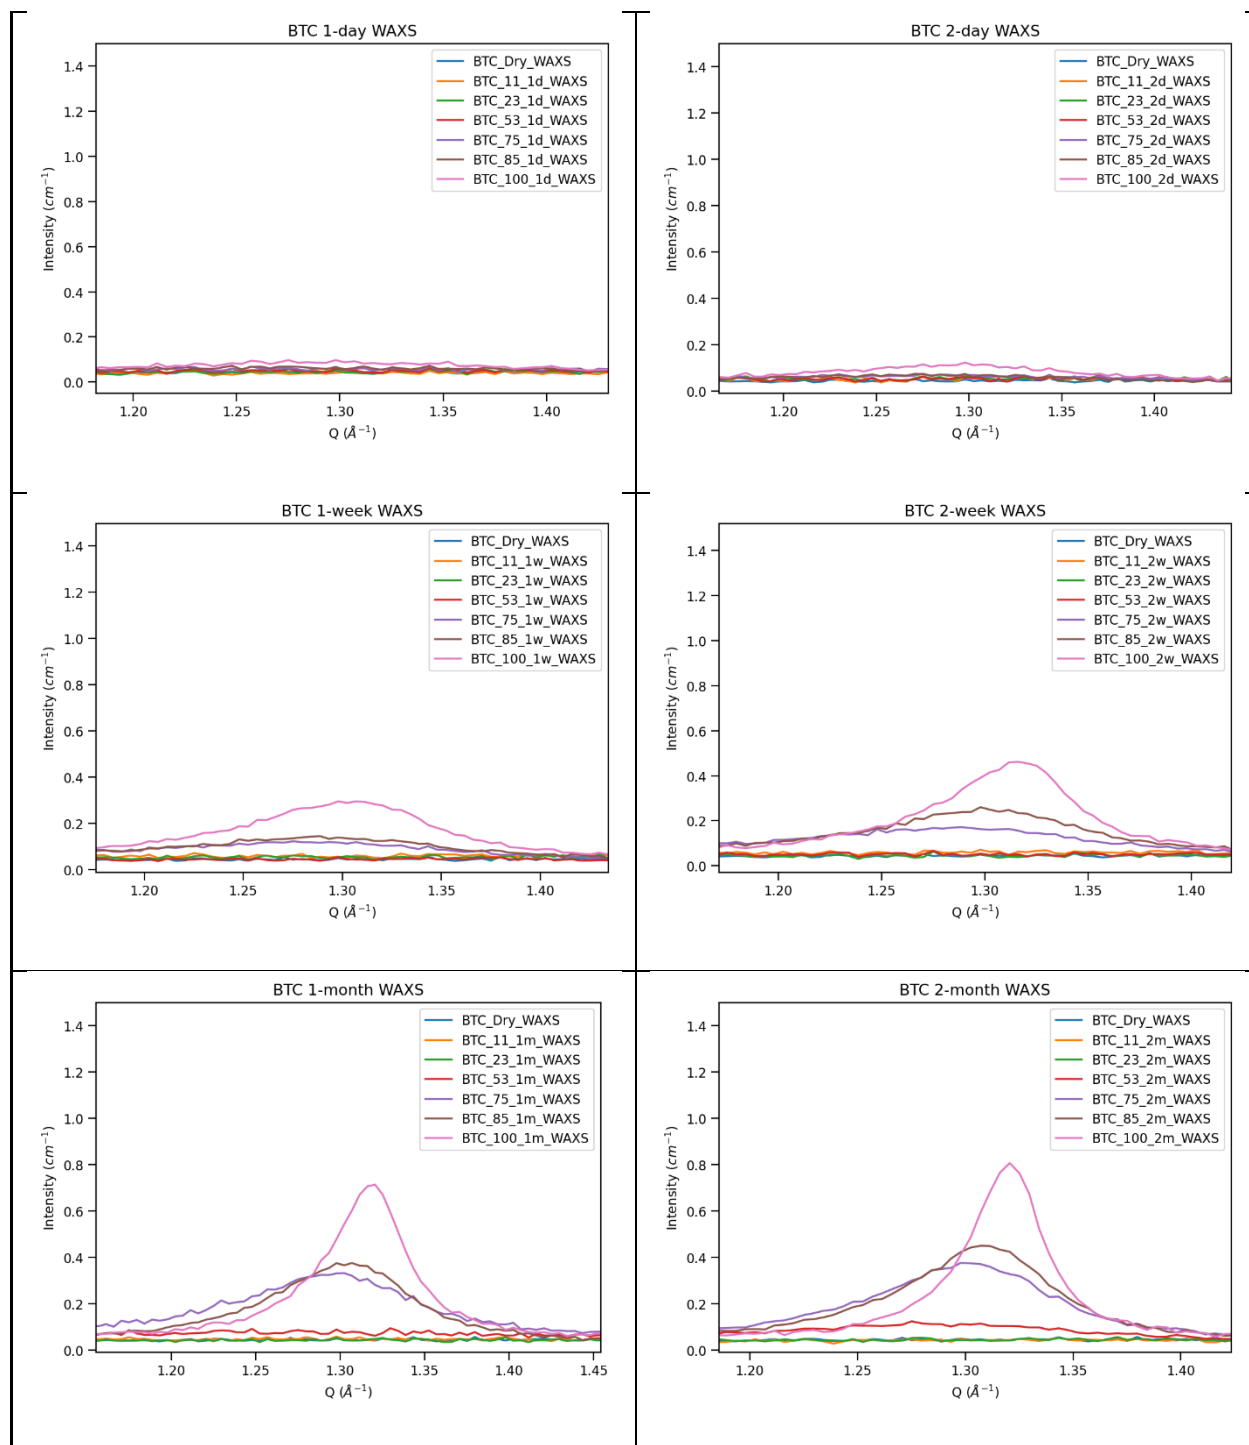 BTC 1-day WAXS
1.4
1.2
1.0
0.8
0.6
0.4
0.2
0.0
Intensity (cm⁻¹)
BTC_Dry_WAXS
BTC_11_1d_WAXS
BTC_23_1d_WAXS
BTC_53_1d_WAXS
BTC_75_1d_WAXS
BTC_85_1d_WAXS
BTC_100_1d_WAXS
1.20 1.25 1.30 1.35 1.40
Q (Å⁻¹)
BTC 2-day WAXS
1.4
1.2
1.0
0.8
0.6
0.4
0.2
0.0
Intensity (cm⁻¹)
BTC_Dry_WAXS
BTC_11_2d_WAXS
BTC_23_2d_WAXS
BTC_53_2d_WAXS
BTC_75_2d_WAXS
BTC_85_2d_WAXS
BTC_100_2d_WAXS
1.20 1.25 1.30 1.35 1.40
Q (Å⁻¹)
BTC 1-week WAXS
1.4
1.2
1.0
0.8
0.6
0.4
0.2
0.0
Intensity (cm⁻¹)
BTC_Dry_WAXS
BTC_11_1w_WAXS
BTC_23_1w_WAXS
BTC_53_1w_WAXS
BTC_75_1w_WAXS
BTC_85_1w_WAXS
BTC_100_1w_WAXS
1.20 1.25 1.30 1.35 1.40
Q (Å⁻¹)
BTC 2-week WAXS
1.4
1.2
1.0
0.8
0.6
0.4
0.2
0.0
Intensity (cm⁻¹)
BTC_Dry_WAXS
BTC_11_2w_WAXS
BTC_23_2w_WAXS
BTC_53_2w_WAXS
BTC_75_2w_WAXS
BTC_85_2w_WAXS
BTC_100_2w_WAXS
1.20 1.25 1.30 1.35 1.40
Q (Å⁻¹)
BTC 1-month WAXS
1.4
1.2
1.0
0.8
0.6
0.4
0.2
0.0
Intensity (cm⁻¹)
BTC_Dry_WAXS
BTC_11_1m_WAXS
BTC_23_1m_WAXS
BTC_53_1m_WAXS
BTC_75_1m_WAXS
BTC_85_1m_WAXS
BTC_100_1m_WAXS
1.20 1.25 1.30 1.35 1.40 1.45
Q (Å⁻¹)
BTC 2-month WAXS
1.4
1.2
1.0
0.8
0.6
0.4
0.2
0.0
Intensity (cm⁻¹)
BTC_Dry_WAXS
BTC_11_2m_WAXS
BTC_23_2m_WAXS
BTC_53_2m_WAXS
BTC_75_2m_WAXS
BTC_85_2m_WAXS
BTC_100_2m_WAXS
1.20 1.25 1.30 1.35 1.40
Q (Å⁻¹)